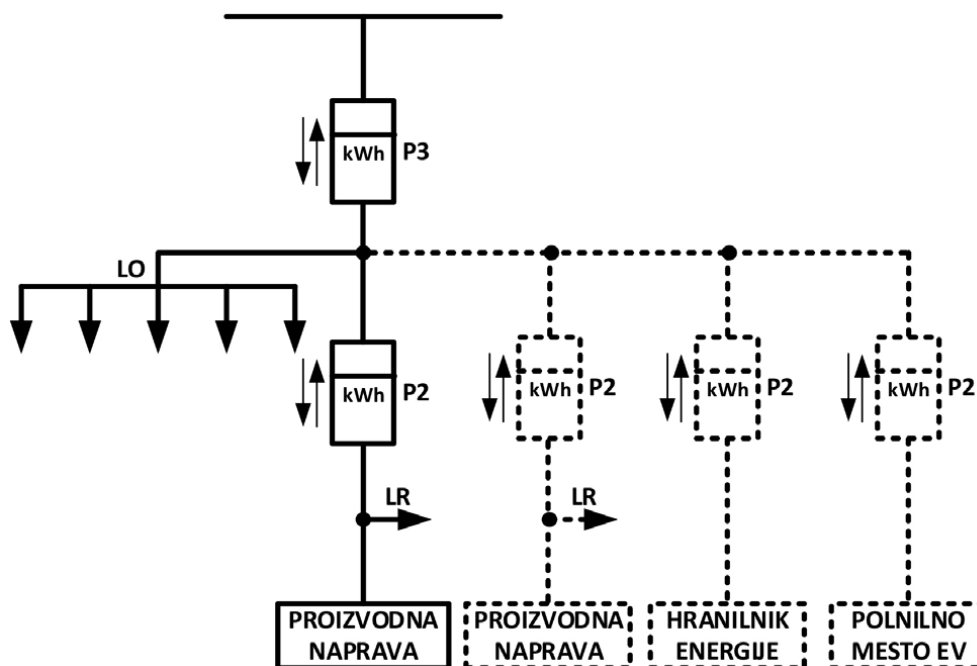 kWh P3
LO
kWh P2
kWh P2
kWh P2
kWh P2
LR
LR
PROIZVODNA
NAPRAVA
PROIZVODNA
NAPRAVA
HRANILNIK
ENERGIJE
POLNILNO
MESTO EV